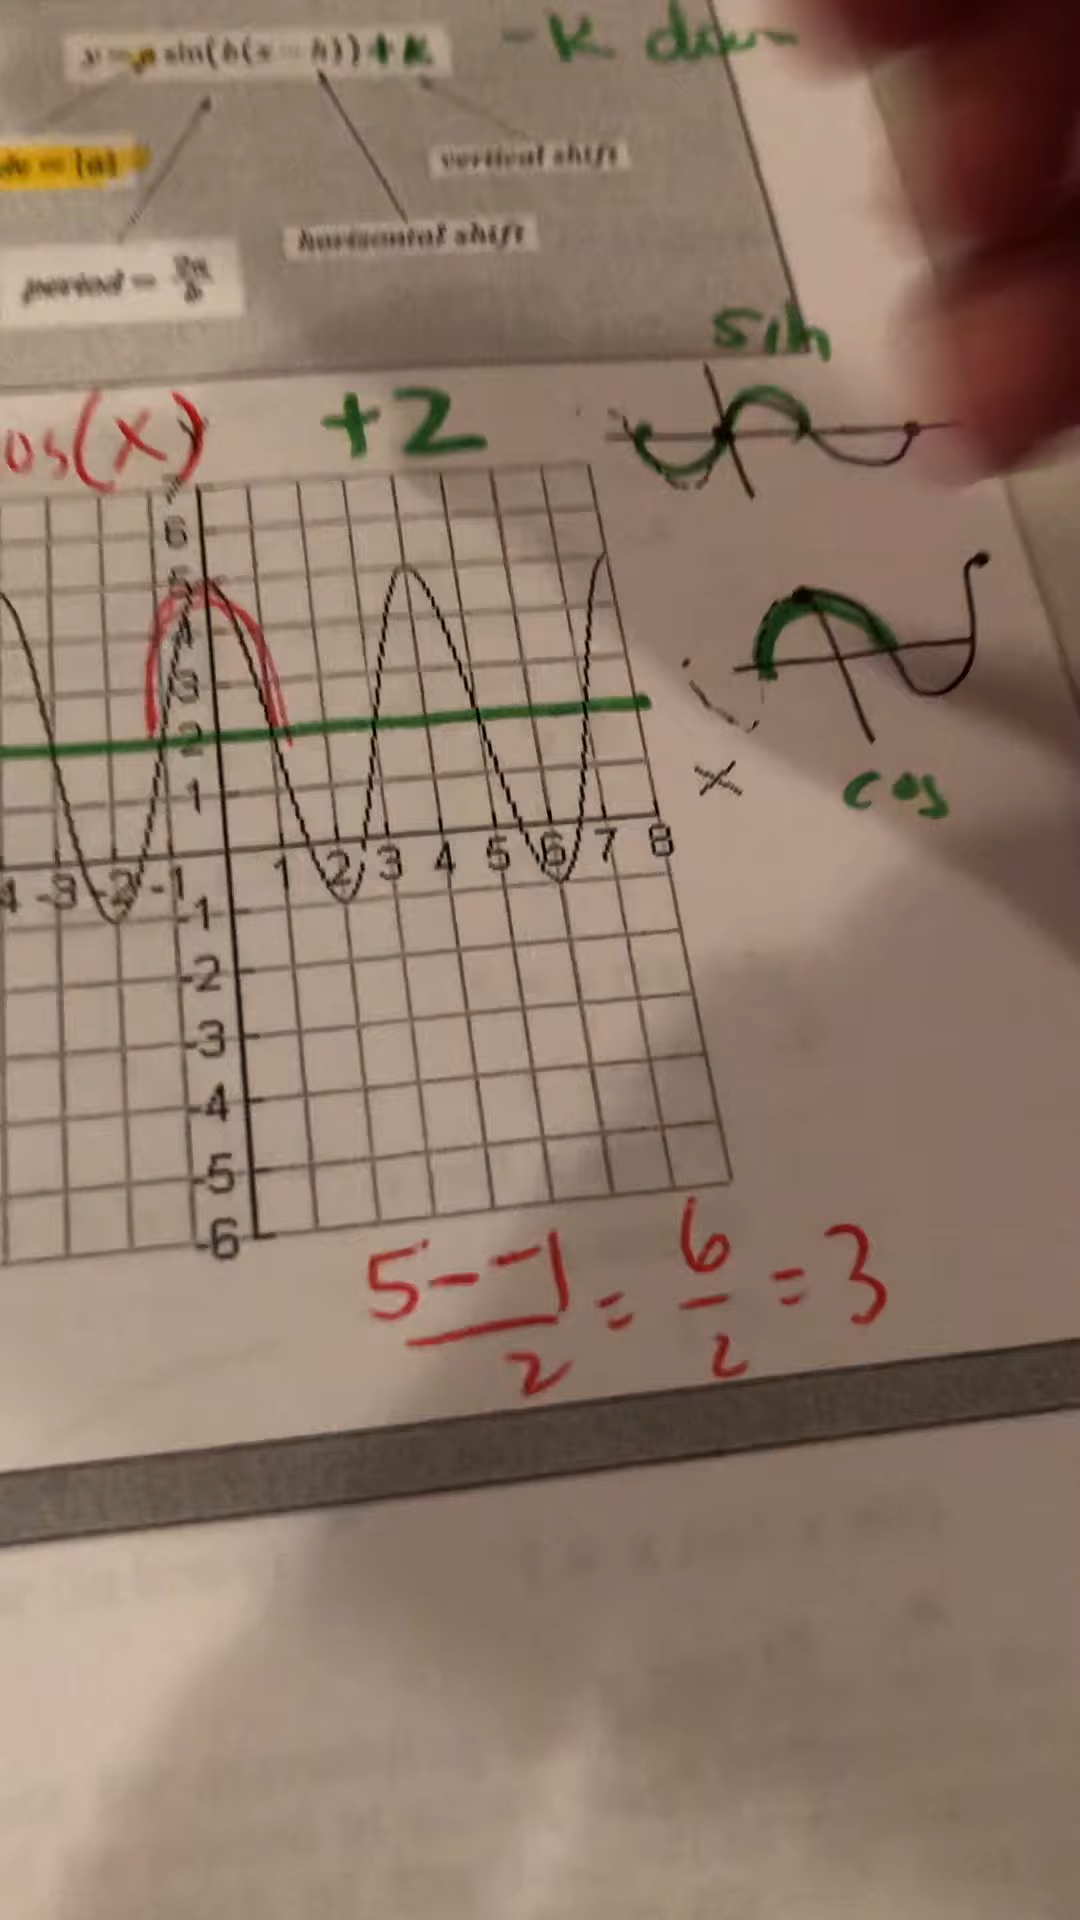 y = a sin(b(x - h)) + k
- K down
= |a|
vertical shift
horizontal shift
period = 2π/b
sin
os(x) +2
7
6
5
4
3
2
1
4 -3 -2 -1 1 2 3 4 5 6 7 8
x
cos
-1
-2
-3
-4
-5
-6
5--1/2 = 6/2 = 3